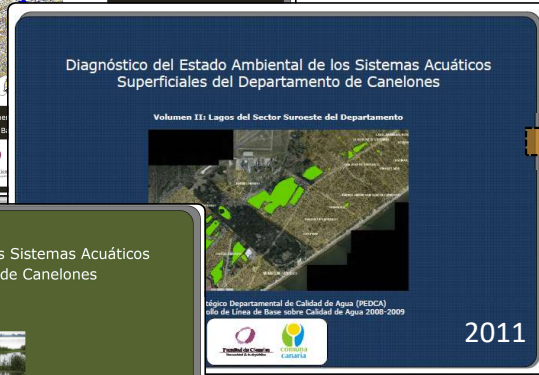 Diagnóstico del Estado Ambiental de los Sistemas Acuáticos
Superficiales del Departamento de Canelones
Volumen II: Lagos del Sector Suroeste del Departamento
tégico Departamental de Calidad de Agua (PEDCA)
ollo de Línea de Base sobre Calidad de Agua 2008-2009
Facultad de Ciencias
comuna
canaria
2011
s Sistemas Acuáticos
de Canelones